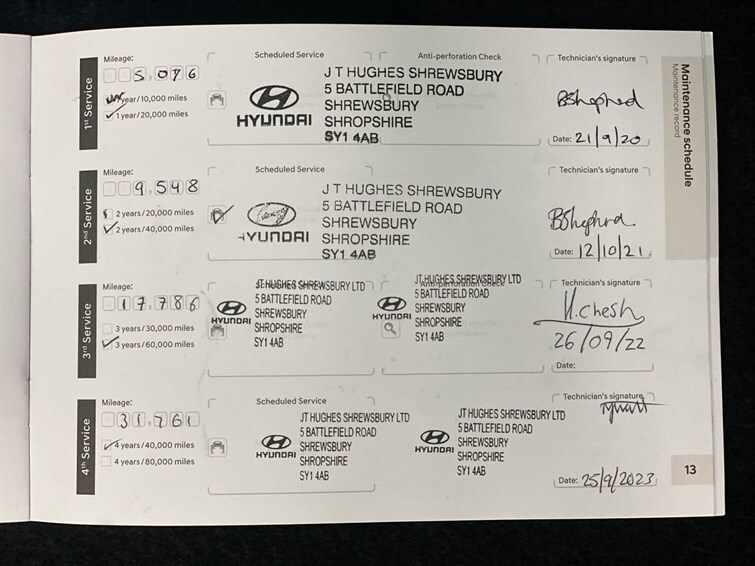 Maintenance schedule
Maintenance record
1st Service
Mileage:
5,076
year/10,000 miles
1 year/20,000 miles
Scheduled Service
Anti-perforation Check
HYUNDAI
J T HUGHES SHREWSBURY
5 BATTLEFIELD ROAD
SHREWSBURY
SHROPSHIRE
SY1 4AB
Technician's signature
BShepherd
Date: 21/9/20
2nd Service
Mileage:
9,548
2 years/20,000 miles
2 years/40,000 miles
Scheduled Service
HYUNDAI
J T HUGHES SHREWSBURY
5 BATTLEFIELD ROAD
SHREWSBURY
SHROPSHIRE
SY1 4AB
Technician's signature
BShepherd
Date: 12/10/21
3rd Service
Mileage:
17,786
3 years/30,000 miles
3 years/60,000 miles
HYUNDAI
JT HUGHES SHREWSBURY LTD
5 BATTLEFIELD ROAD
SHREWSBURY
SHROPSHIRE
SY1 4AB
Anti-perforation Check
HYUNDAI
JT HUGHES SHREWSBURY LTD
5 BATTLEFIELD ROAD
SHREWSBURY
SHROPSHIRE
SY1 4AB
Technician's signature
26/09/22
Date:
4th Service
Mileage:
31,761
4 years/40,000 miles
4 years/80,000 miles
Scheduled Service
HYUNDAI
JT HUGHES SHREWSBURY LTD
5 BATTLEFIELD ROAD
SHREWSBURY
SHROPSHIRE
SY1 4AB
HYUNDAI
JT HUGHES SHREWSBURY LTD
5 BATTLEFIELD ROAD
SHREWSBURY
SHROPSHIRE
SY1 4AB
Technician's signature
Date: 25/9/2023
13